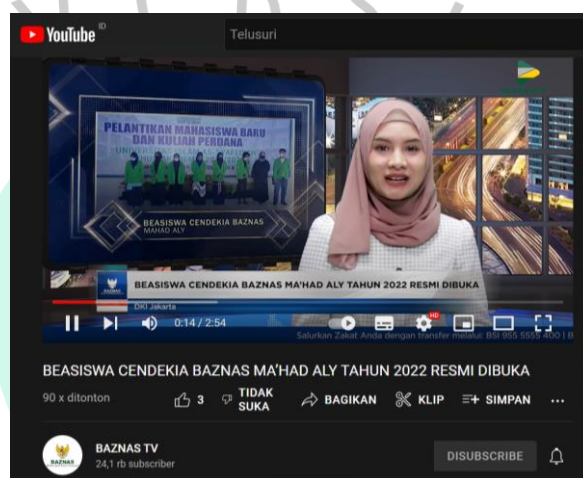 YouTube ID
Telusuri
PELANTIKAN MAHASISWA BARU
DAN KULIAH PERDANA
BEASISWA CENDEKIA BAZNAS
MAHAD ALY
BEASISWA CENDEKIA BAZNAS MA'HAD ALY TAHUN 2022 RESMI DIBUKA
DKI Jakarta
0:14 / 2:54
HD
Salurkan Zakat Anda dengan transfer melalui: BSI 955 5555 400 | B
BEASISWA CENDEKIA BAZNAS MA'HAD ALY TAHUN 2022 RESMI DIBUKA
90 x ditonton
3
TIDAK
SUKA
BAGIKAN
KLIP
SIMPAN
BAZNAS TV
24,1 rb subscriber
DISUBSCRIBE
BAZNAS